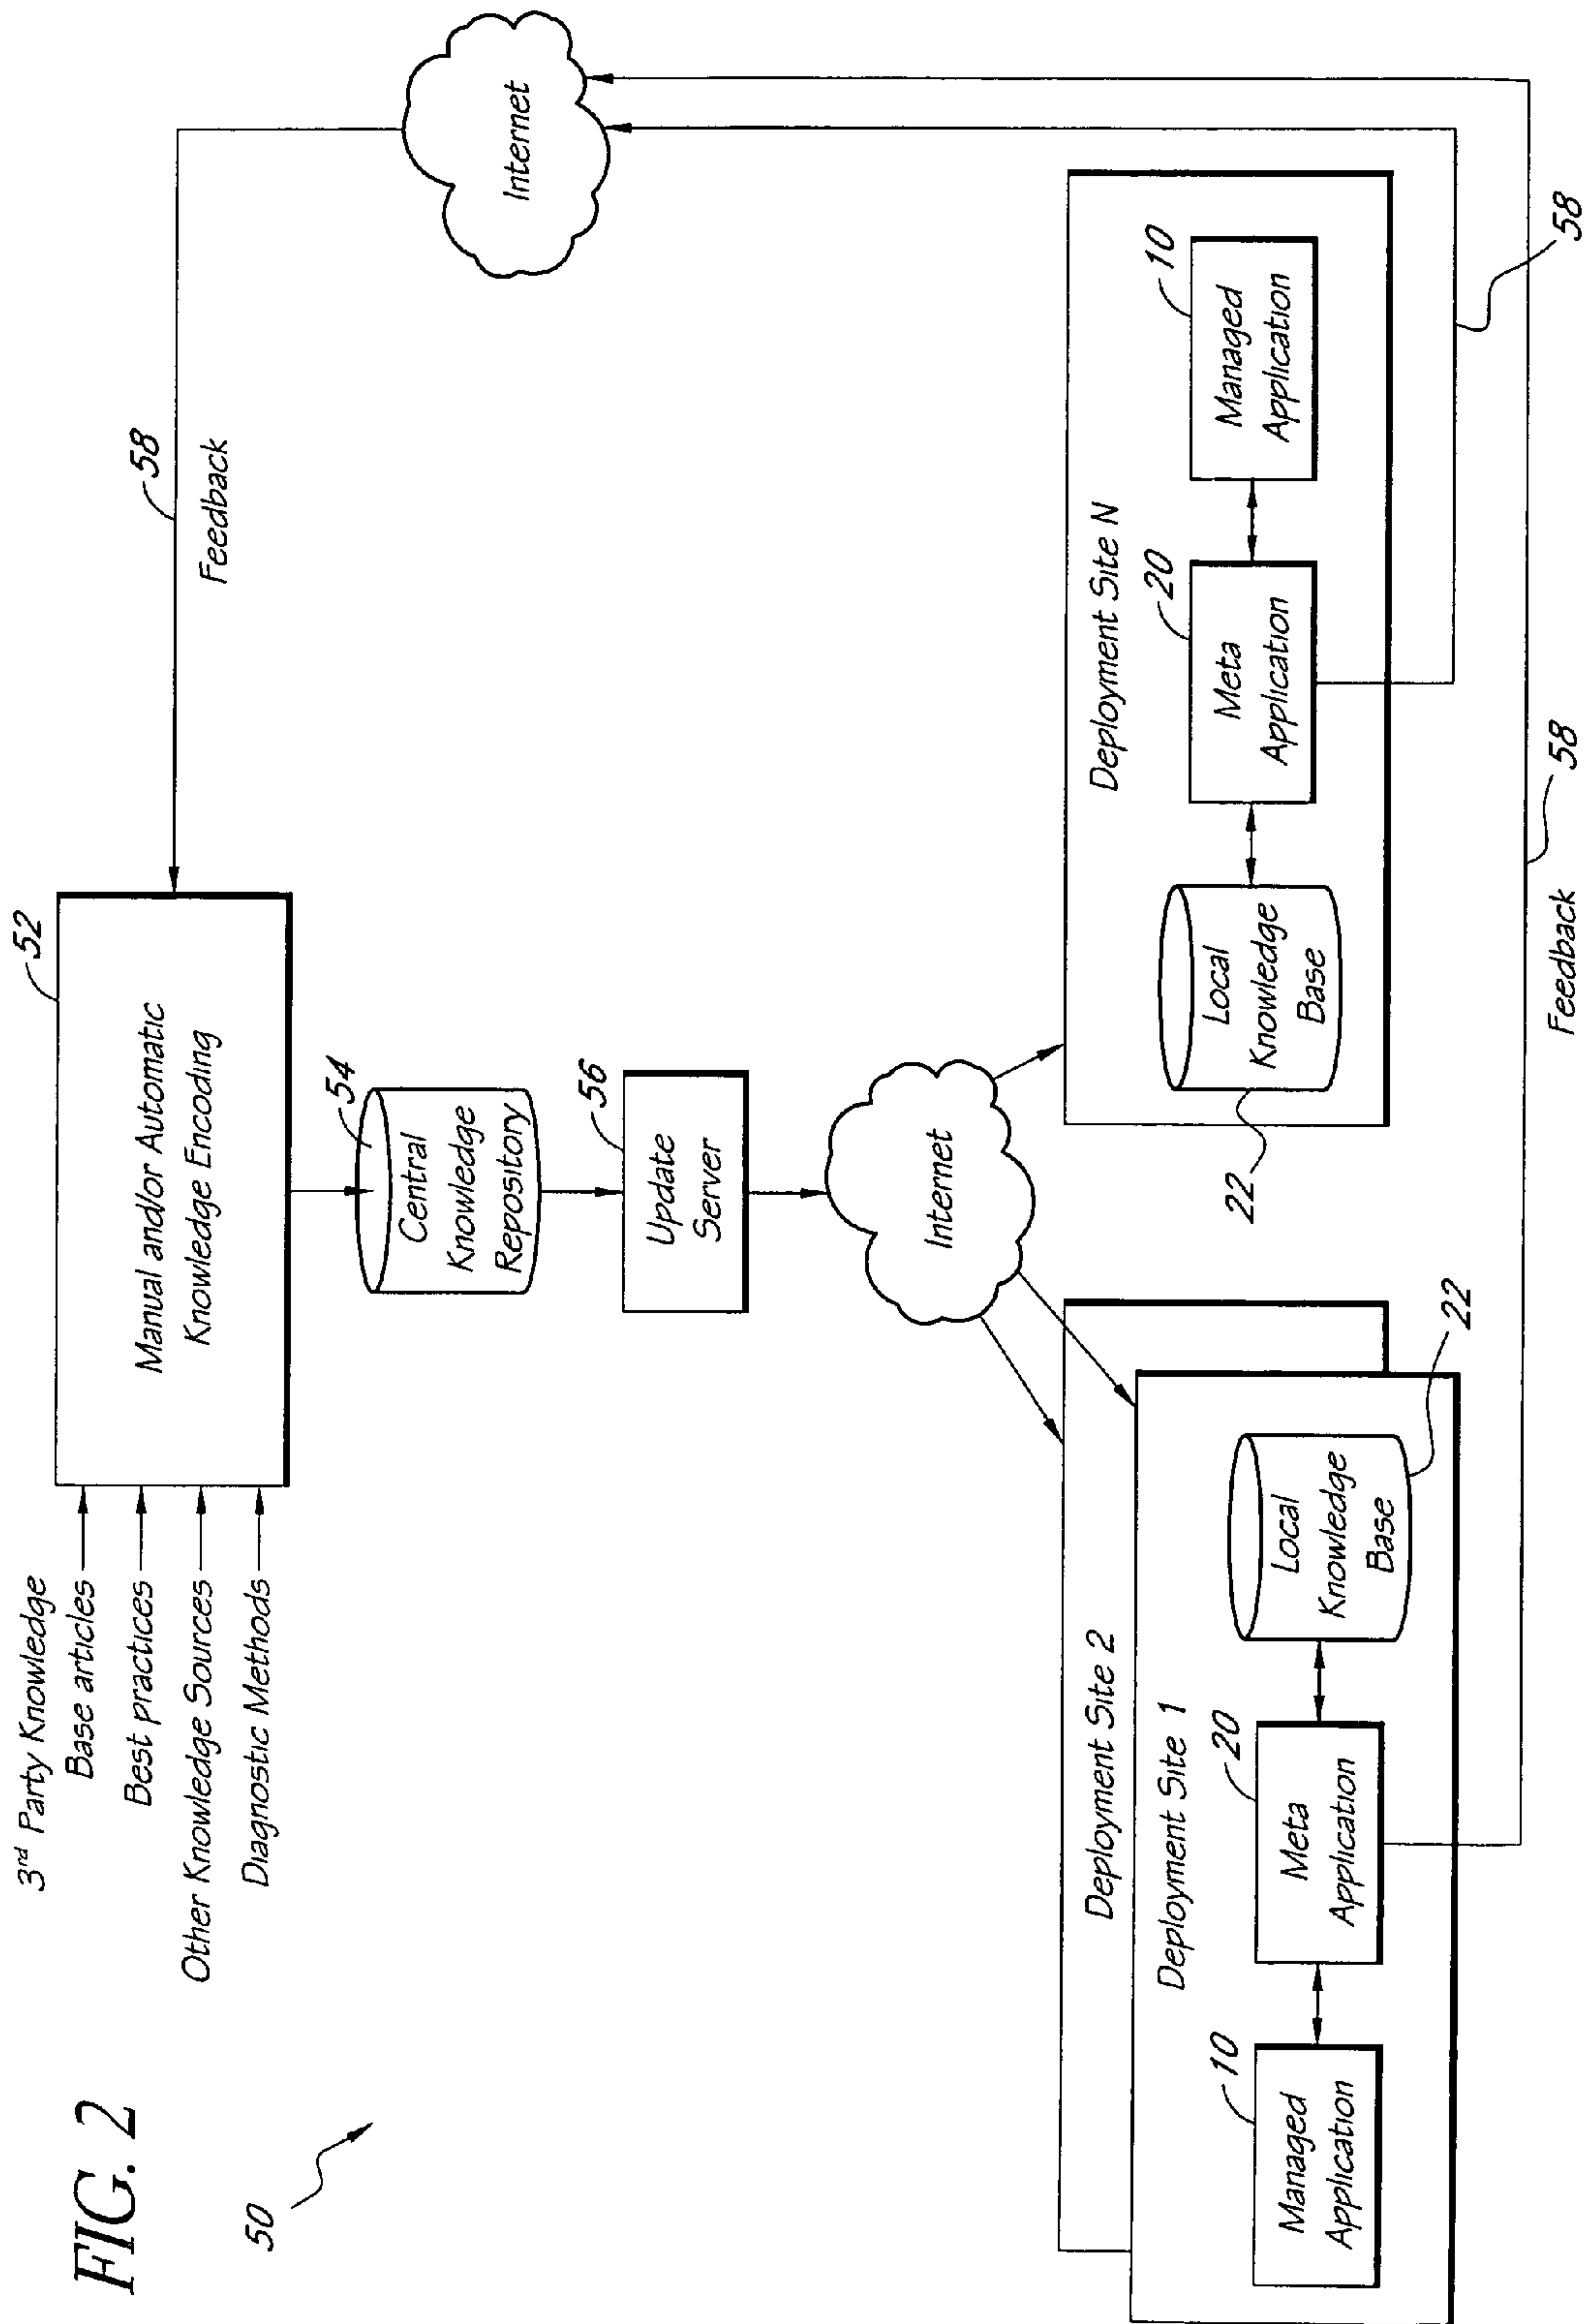 FIG. 2
50
3rd Party Knowledge
Base articles
Best practices
Other Knowledge Sources
Diagnostic Methods
52
Manual and/or Automatic
Knowledge Encoding
58
Feedback
Internet
54
Central
Knowledge
Repository
56
Update
Server
Internet
Deployment Site 2
Deployment Site 1
10
Managed
Application
20
Meta
Application
Local
Knowledge
Base
22
Deployment Site N
22
Local
Knowledge
Base
20
Meta
Application
10
Managed
Application
58
58
Feedback